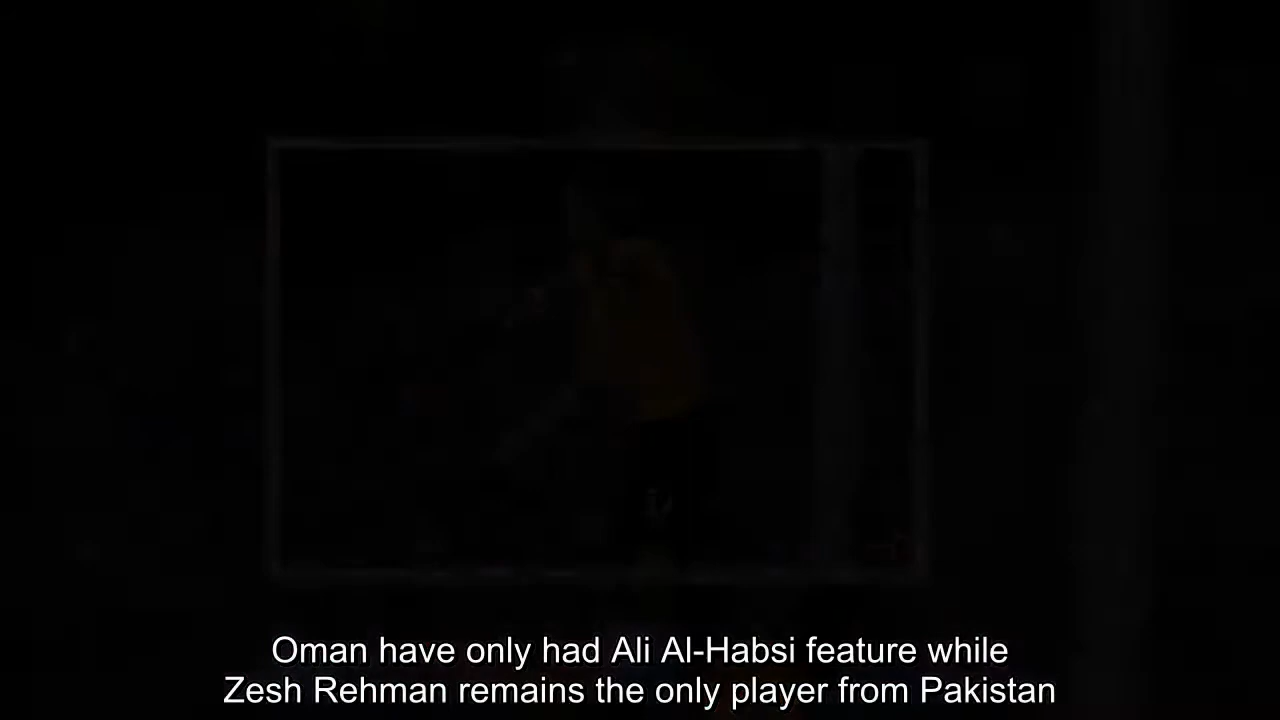 Oman have only had Ali Al-Habsi feature while
Zesh Rehman remains the only player from Pakistan